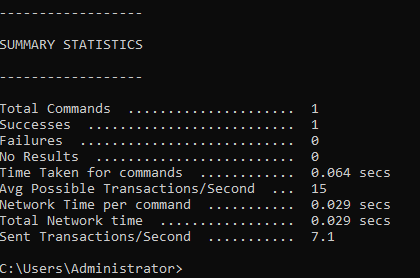 ------------------
SUMMARY STATISTICS
------------------
Total Commands ..................... 1
Successes .......................... 1
Failures ........................... 0
No Results ......................... 0
Time Taken for commands ............ 0.064 secs
Avg Possible Transactions/Second ... 15
Network Time per command ........... 0.029 secs
Total Network time ................. 0.029 secs
Sent Transactions/Second ........... 7.1
C:\Users\Administrator>